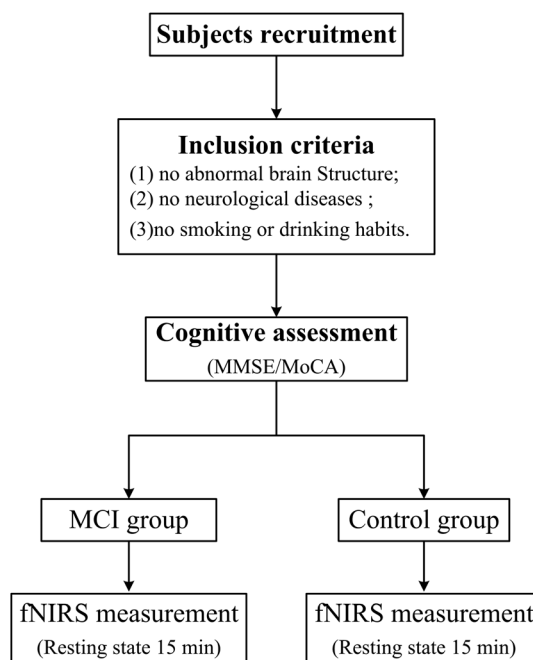 Subjects recruitment
Inclusion criteria
(1) no abnormal brain Structure;
(2) no neurological diseases ;
(3)no smoking or drinking habits.
Cognitive assessment
(MMSE/MoCA)
MCI group
Control group
fNIRS measurement
(Resting state 15 min)
fNIRS measurement
(Resting state 15 min)